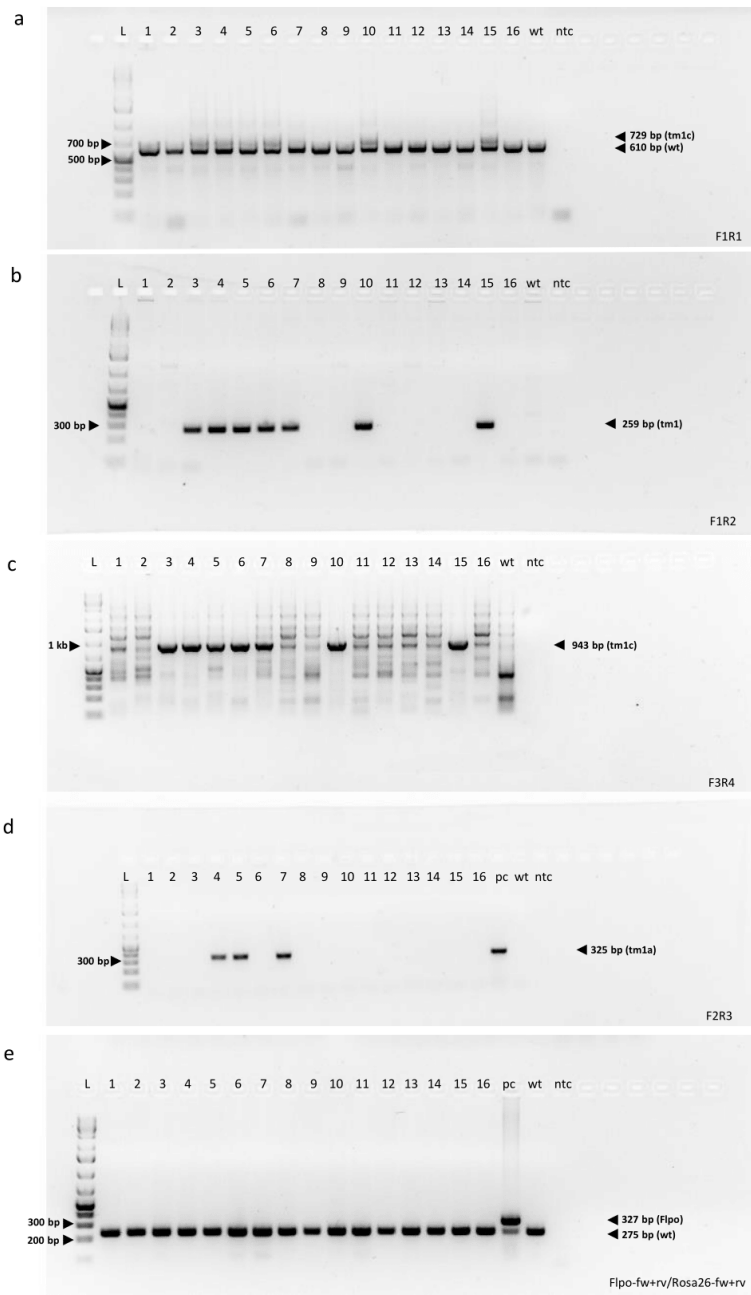 a
L 1 2 3 4 5 6 7 8 9 10 11 12 13 14 15 16 wt ntc
700 bp
500 bp
729 bp (tm1c)
610 bp (wt)
F1R1
b
L 1 2 3 4 5 6 7 8 9 10 11 12 13 14 15 16 wt ntc
300 bp
259 bp (tm1)
F1R2
c
L 1 2 3 4 5 6 7 8 9 10 11 12 13 14 15 16 wt ntc
1 kb
943 bp (tm1c)
F3R4
d
L 1 2 3 4 5 6 7 8 9 10 11 12 13 14 15 16 pc wt ntc
300 bp
325 bp (tm1a)
F2R3
e
L 1 2 3 4 5 6 7 8 9 10 11 12 13 14 15 16 pc wt ntc
300 bp
200 bp
327 bp (Flpo)
275 bp (wt)
Flpo-fw+rv/Rosa26-fw+rv